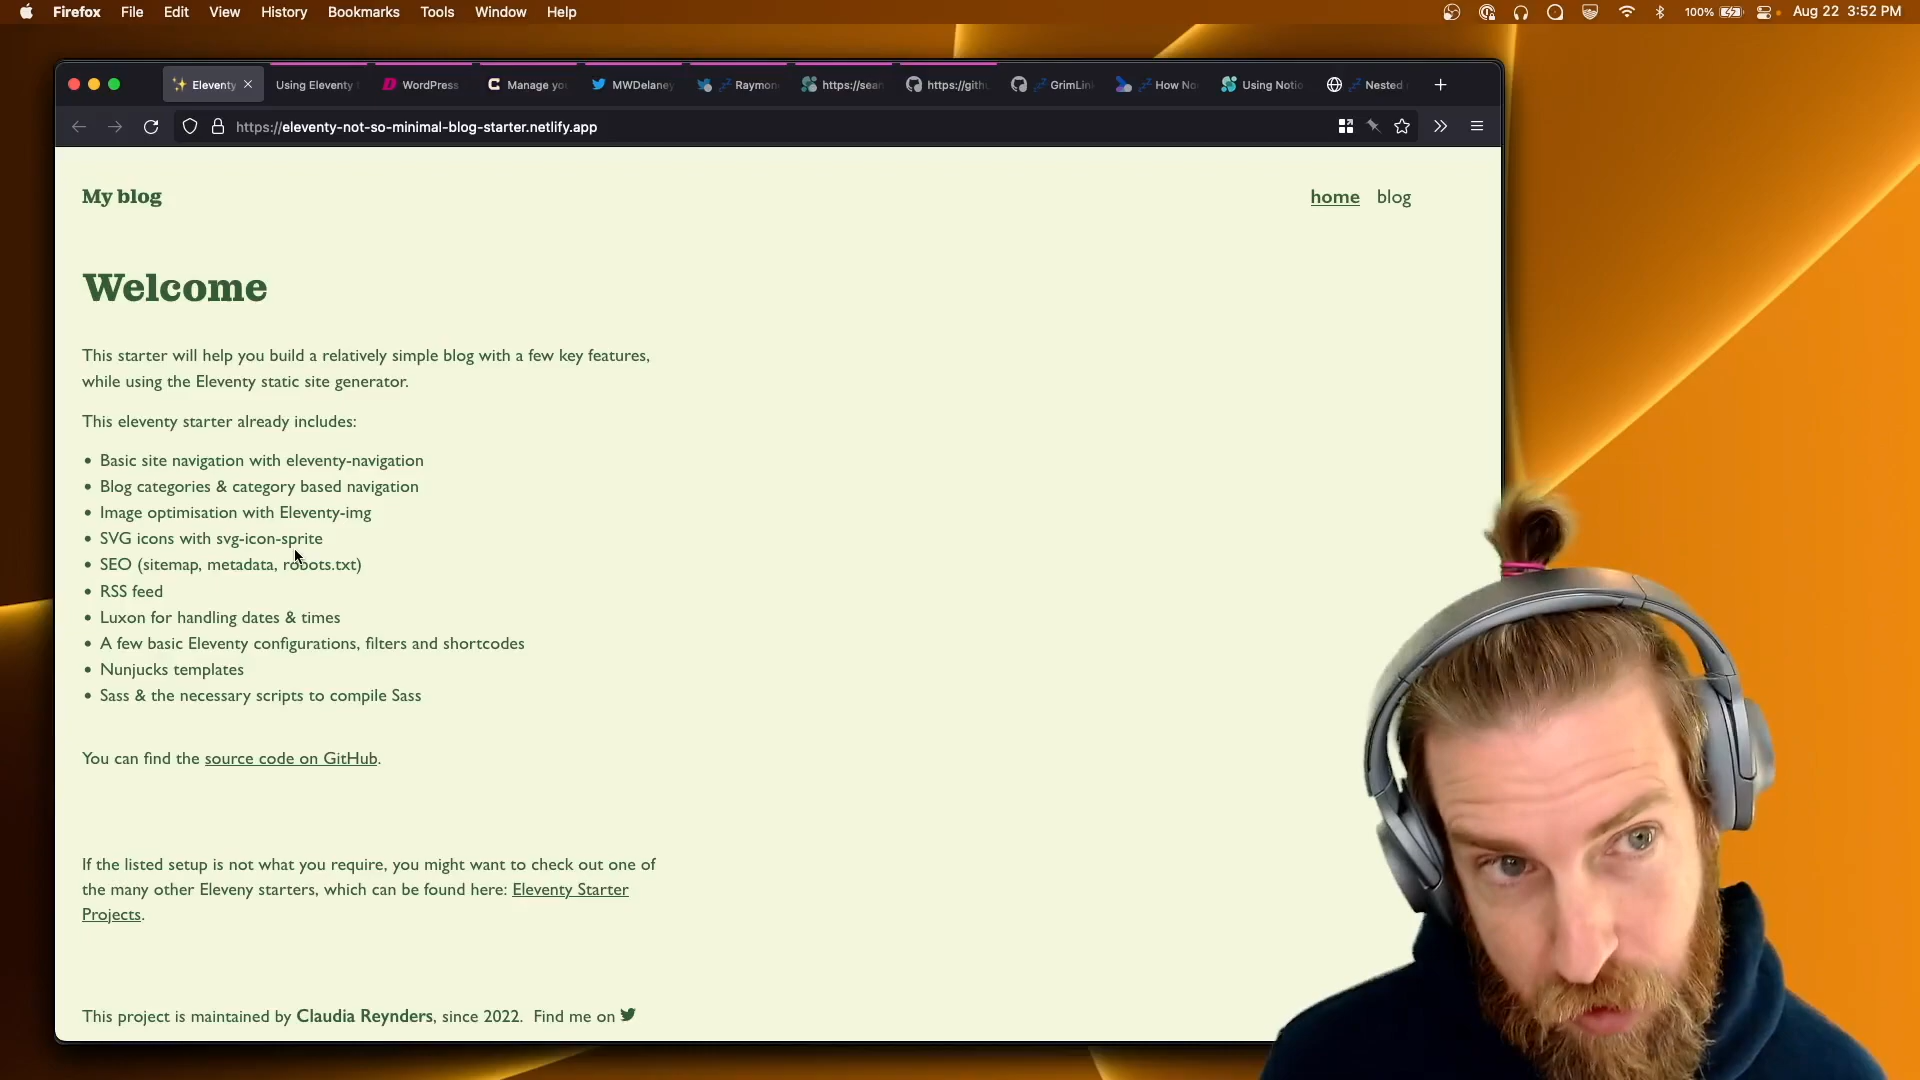 Firefox File Edit View History Bookmarks Tools Window Help 100% Aug 22 3:52 PM
Eleventy Using Eleventy WordPress Manage yo MWDelaney Raymon https://sea https://gith GrimLin How No Using Notio Nested
https://eleventy-not-so-minimal-blog-starter.netlify.app
My blog home blog
Welcome
This starter will help you build a relatively simple blog with a few key features,
while using the Eleventy static site generator.
This eleventy starter already includes:
• Basic site navigation with eleventy-navigation
• Blog categories & category based navigation
• Image optimisation with Eleventy-img
• SVG icons with svg-icon-sprite
• SEO (sitemap, metadata, robots.txt)
• RSS feed
• Luxon for handling dates & times
• A few basic Eleventy configurations, filters and shortcodes
• Nunjucks templates
• Sass & the necessary scripts to compile Sass
You can find the source code on GitHub.
If the listed setup is not what you require, you might want to check out one of
the many other Eleveny starters, which can be found here: Eleventy Starter
Projects.
This project is maintained by Claudia Reynders, since 2022. Find me on